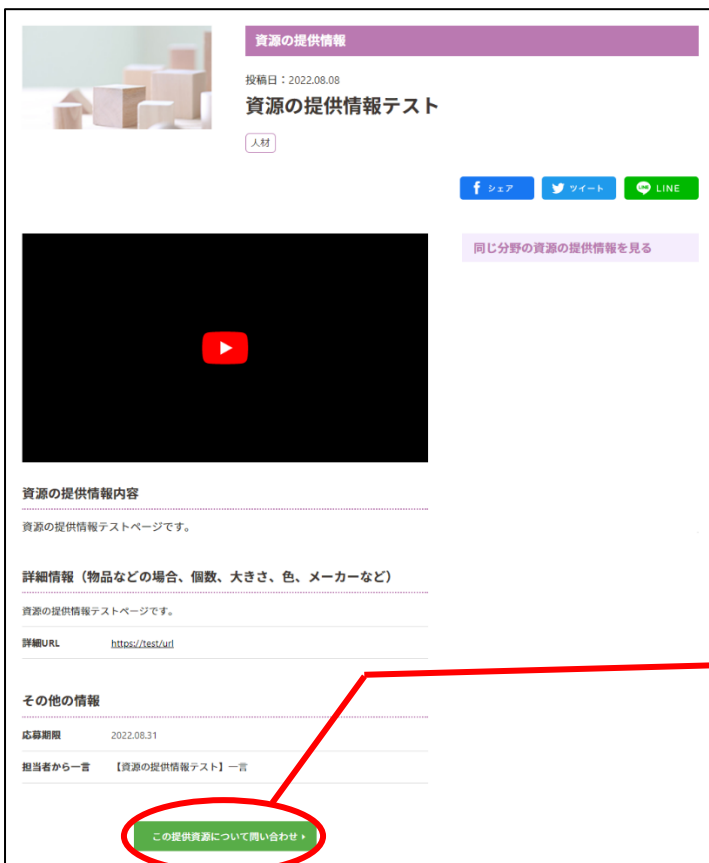 資源の提供情報
投稿日：2022.08.08
資源の提供情報テスト
人材
シェア
ツイート
LINE
同じ分野の資源の提供情報を見る
資源の提供情報内容
資源の提供情報テストページです。
詳細情報（物品などの場合、個数、大きさ、色、メーカーなど）
資源の提供情報テストページです。
詳細URL https://test/url
その他の情報
応募期限 2022.08.31
担当者から一言 【資源の提供情報テスト】一言
この提供資源について問い合わせ